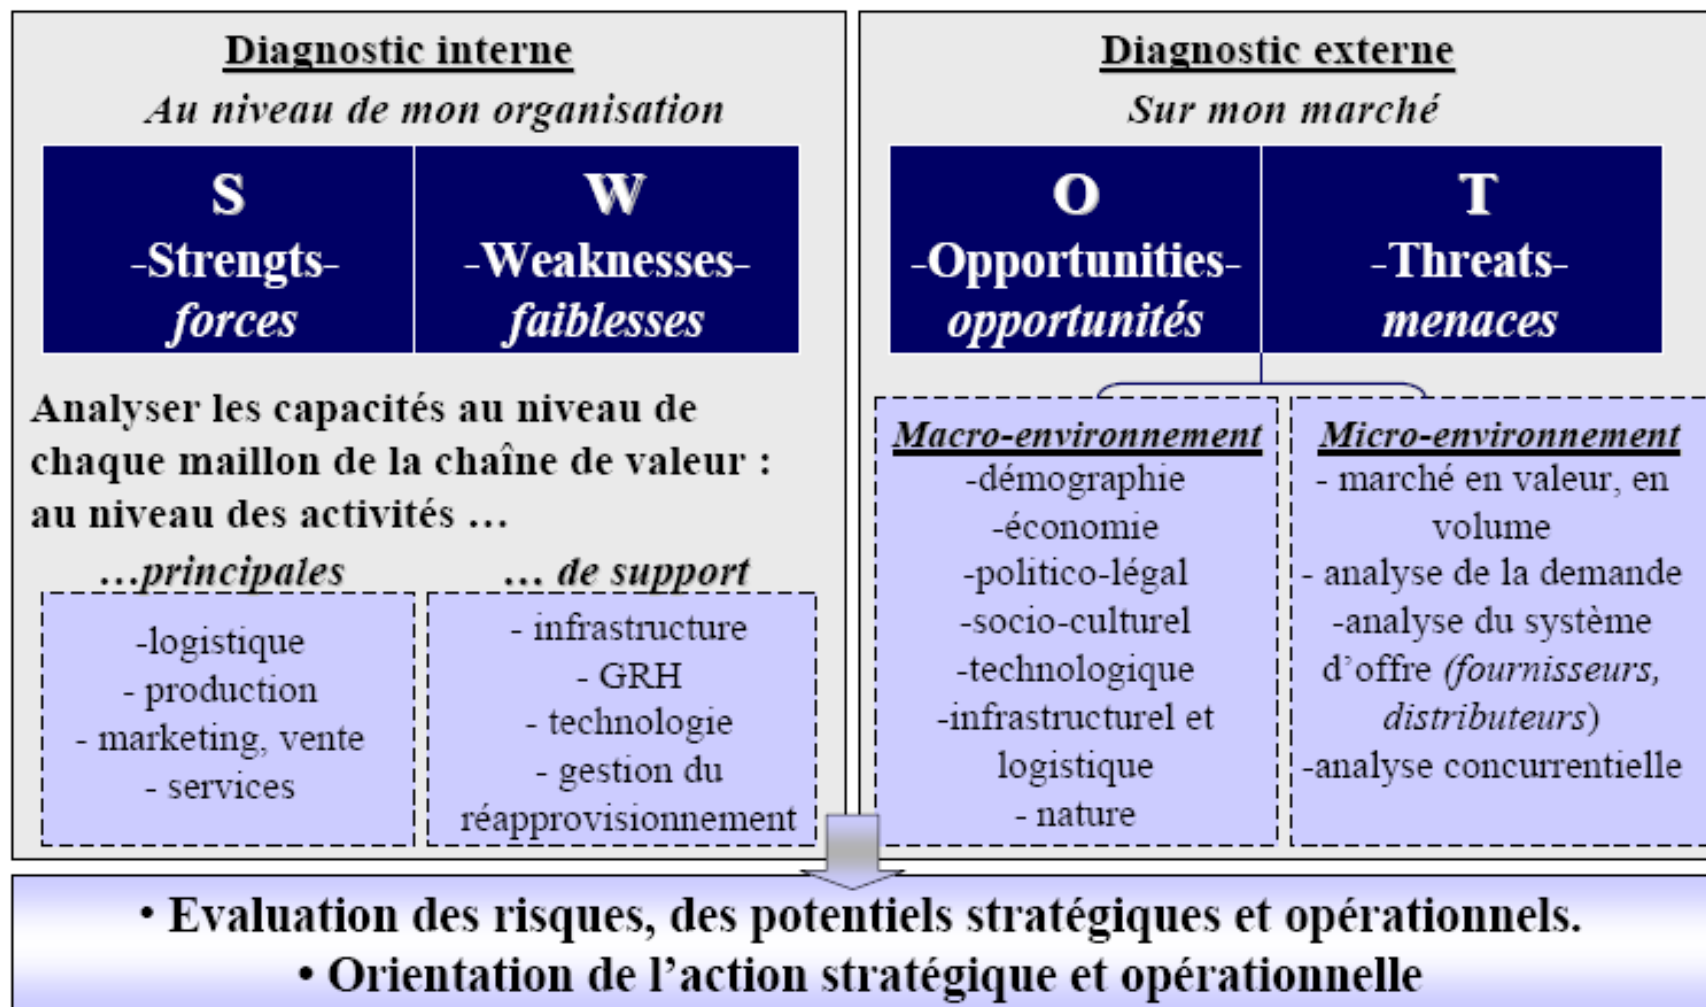 Diagnostic interne
Au niveau de mon organisation
S
-Strengts-
forces
W
-Weaknesses-
faiblesses
Analyser les capacités au niveau de
chaque maillon de la chaîne de valeur :
au niveau des activités ...
...principales
-logistique
- production
- marketing, vente
- services
... de support
- infrastructure
- GRH
- technologie
- gestion du
réapprovisionnement
Diagnostic externe
Sur mon marché
O
-Opportunities-
opportunités
T
-Threats-
menaces
Macro-environnement
-démographie
-économie
-politico-légal
-socio-culturel
-technologique
-infrastructurel et
logistique
- nature
Micro-environnement
- marché en valeur, en
volume
- analyse de la demande
-analyse du système
d’offre (fournisseurs,
distributeurs)
-analyse concurrentielle
• Evaluation des risques, des potentiels stratégiques et opérationnels.
• Orientation de l’action stratégique et opérationnelle